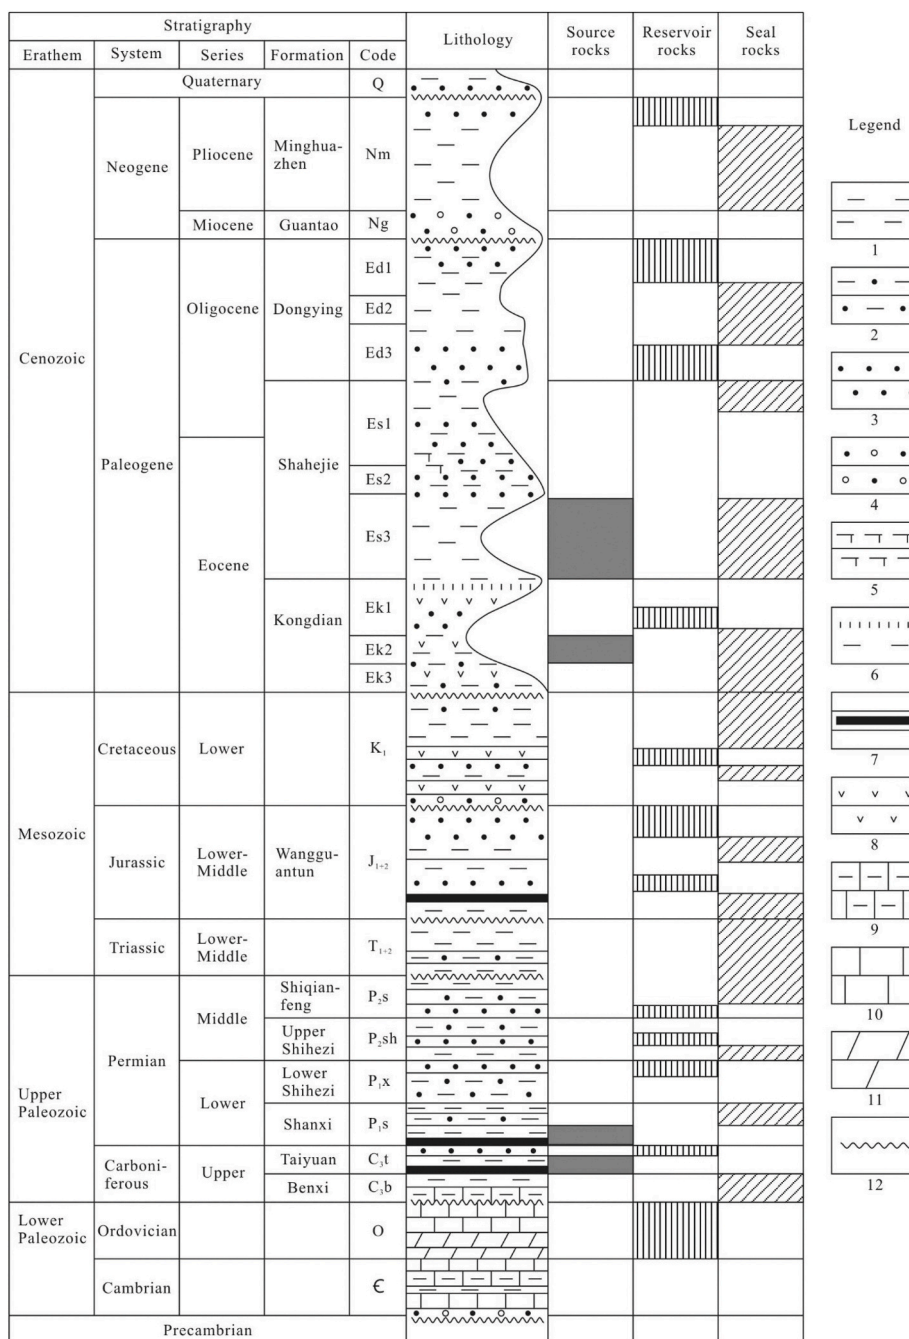 Stratigraphy
Lithology
Source
rocks
Reservoir
rocks
Seal
rocks
Erathem
System
Series
Formation
Code
Quaternary
Q
Cenozoic
Neogene
Pliocene
Minghua-
zhen
Nm
Miocene
Guantao
Ng
Paleogene
Oligocene
Dongying
Ed1
Ed2
Ed3
Shahejie
Es1
Es2
Eocene
Es3
Kongdian
Ek1
Ek2
Ek3
Mesozoic
Cretaceous
Lower
K₁
Jurassic
Lower-
Middle
Wanggu-
antun
J₁₊₂
Triassic
Lower-
Middle
T₁₊₂
Upper
Paleozoic
Permian
Middle
Shiqian-
feng
P₂s
Upper
Shihezi
P₂sh
Lower
Lower
Shihezi
P₁x
Shanxi
P₁s
Carboni-
ferous
Upper
Taiyuan
C₃t
Benxi
C₃b
Lower
Paleozoic
Ordovician
O
Cambrian
Є
Precambrian
Legend
1
2
3
4
5
6
7
8
9
10
11
12